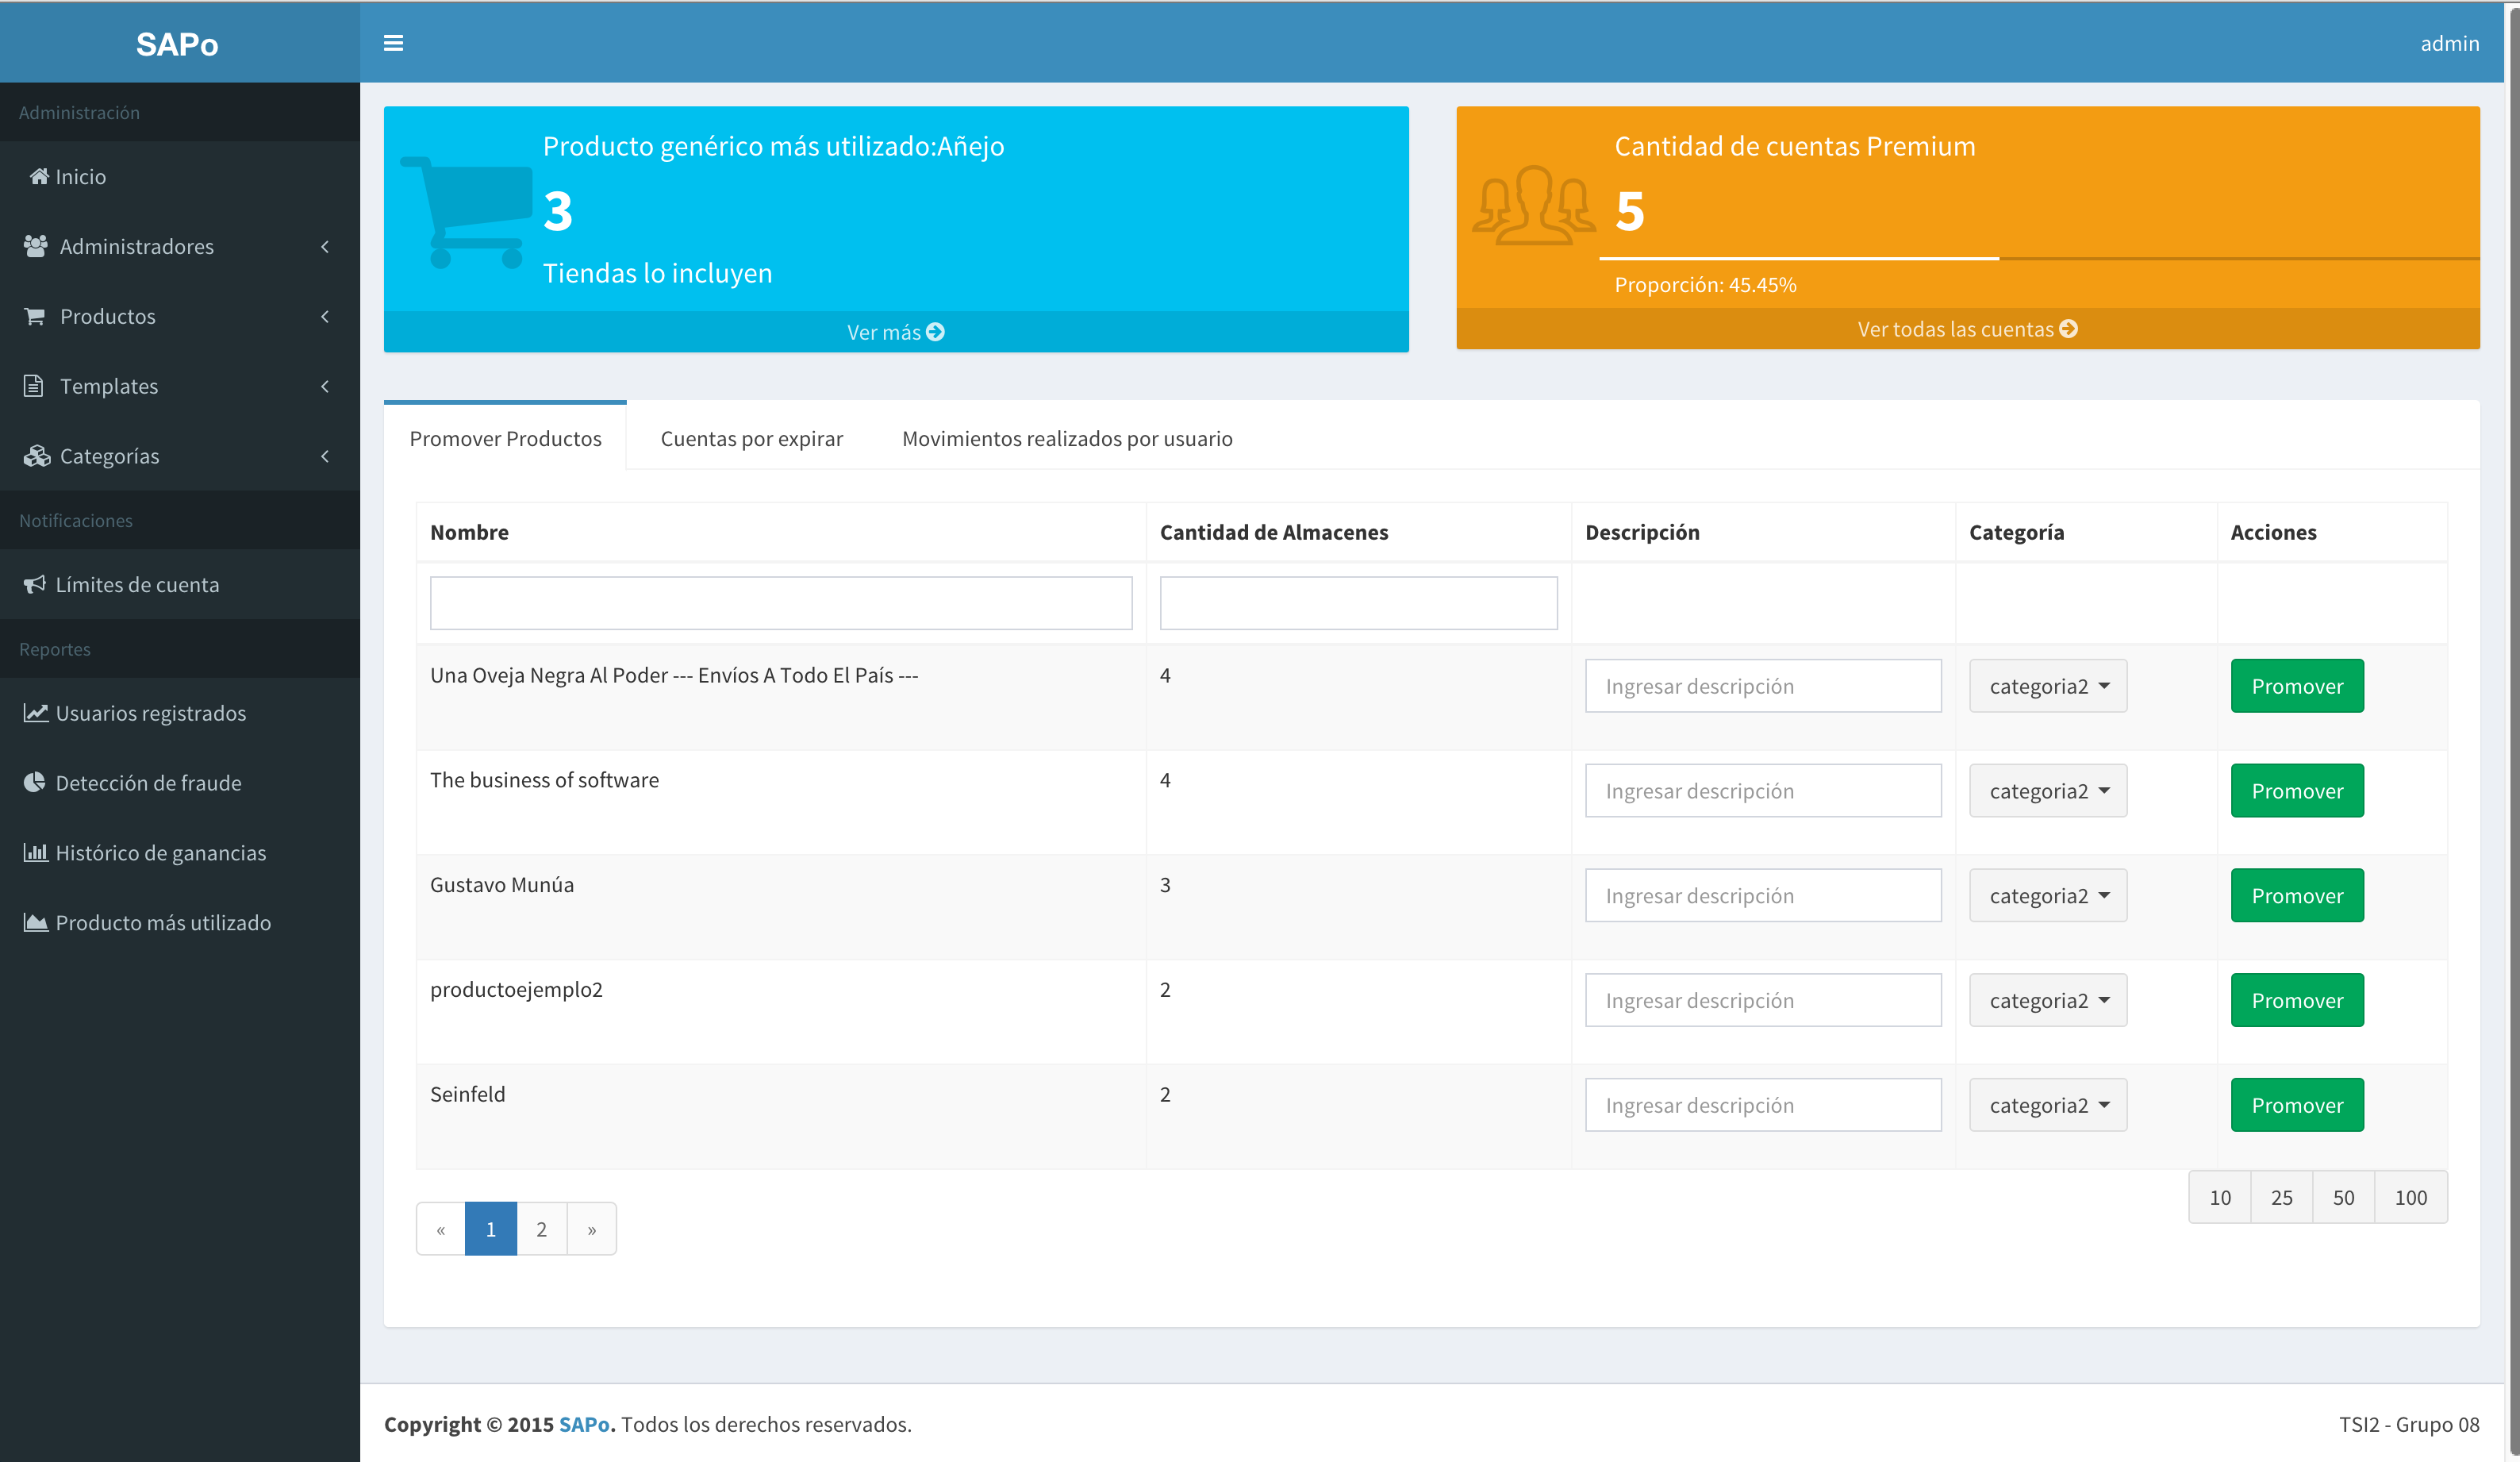 SAPo
admin
Administración
Inicio
Administradores
Productos
Templates
Categorías
Notificaciones
Límites de cuenta
Reportes
Usuarios registrados
Detección de fraude
Histórico de ganancias
Producto más utilizado
Producto genérico más utilizado:Añejo
3
Tiendas lo incluyen
Ver más
Cantidad de cuentas Premium
5
Proporción: 45.45%
Ver todas las cuentas
Promover Productos Cuentas por expirar Movimientos realizados por usuario
Nombre Cantidad de Almacenes Descripción Categoría Acciones
Una Oveja Negra Al Poder --- Envíos A Todo El País --- 4 Ingresar descripción categoria2 Promover
The business of software 4 Ingresar descripción categoria2 Promover
Gustavo Munúa 3 Ingresar descripción categoria2 Promover
productoejemplo2 2 Ingresar descripción categoria2 Promover
Seinfeld 2 Ingresar descripción categoria2 Promover
10 25 50 100
« 1 2 »
Copyright © 2015 SAPo. Todos los derechos reservados.
TSI2 - Grupo 08